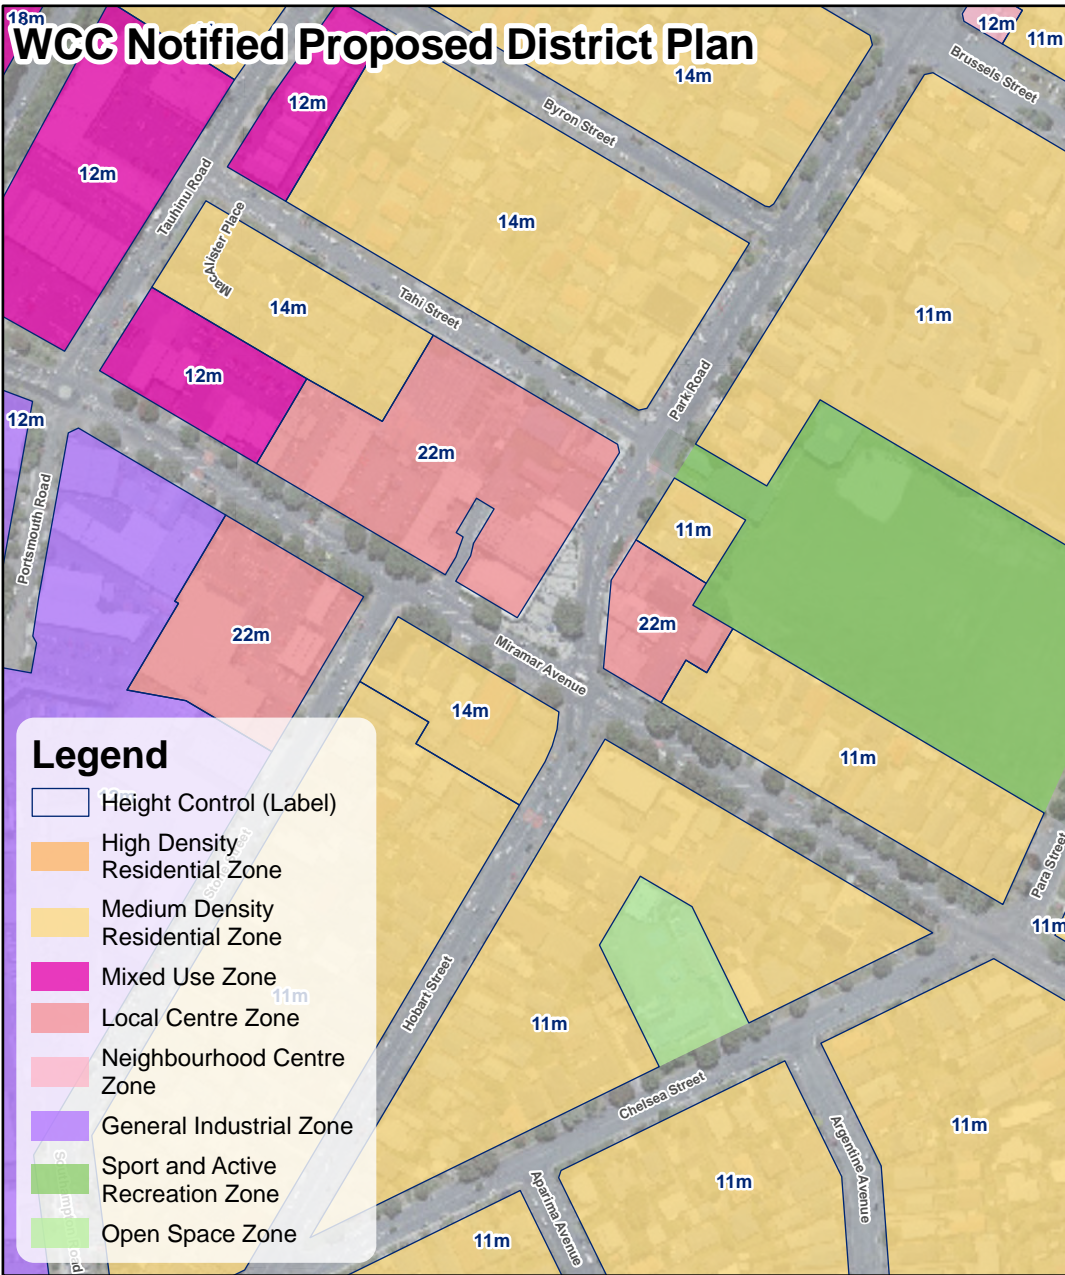 18m
WCC Notified Proposed District Plan
12m
11m
Brussels Street
14m
12m
Byron Street
12m
Tauhinu Road
MacAlister Place
14m
14m
Tahi Street
11m
12m
Park Road
12m
22m
Portsmouth Road
11m
22m
22m
Miramar Avenue
14m
11m
Para Street
11m
Legend
Height Control (Label)
High Density
Residential Zone
Medium Density
Residential Zone
Mixed Use Zone
Local Centre Zone
Neighbourhood Centre
Zone
General Industrial Zone
Sport and Active
Recreation Zone
Open Space Zone
11m
Hobart Street
11m
Chelsea Street
Argentine Avenue
11m
11m
Aparima Avenue
11m